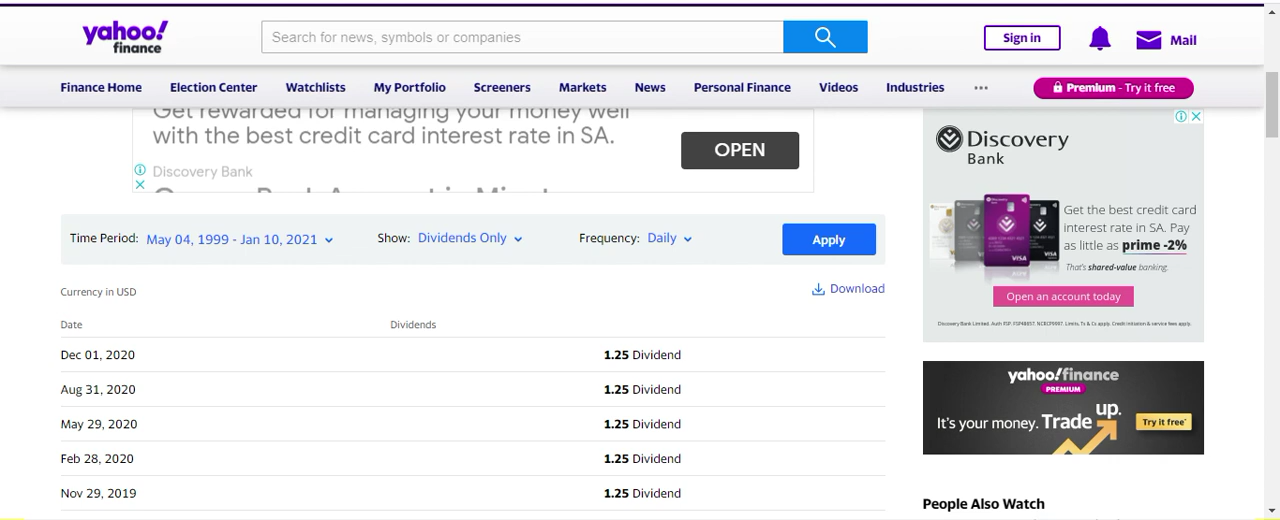 yahoo!
finance
Search for news, symbols or companies
Sign in
Mail
Finance Home Election Center Watchlists My Portfolio Screeners Markets News Personal Finance Videos Industries ... Premium - Try it free
Get rewarded for managing your money well
with the best credit card interest rate in SA.
OPEN
Discovery Bank
Time Period: May 04, 1999 - Jan 10, 2021 Show: Dividends Only Frequency: Daily Apply
Currency in USD Download
Date Dividends
Dec 01, 2020 1.25 Dividend
Aug 31, 2020 1.25 Dividend
May 29, 2020 1.25 Dividend
Feb 28, 2020 1.25 Dividend
Nov 29, 2019 1.25 Dividend
Discovery
Bank
Get the best credit card
interest rate in SA. Pay
as little as prime -2%
That's shared-value banking.
VISA
VISA
Open an account today
yahoo!finance
PREMIUM
It's your money. Trade up. Try it free*
People Also Watch